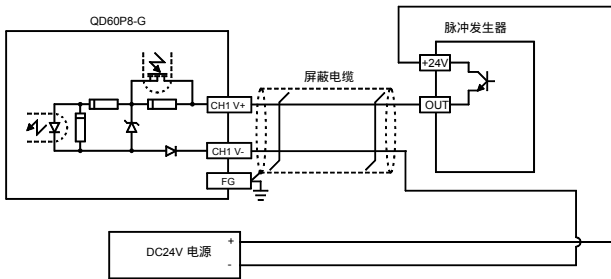 QD60P8-G
脉冲发生器
+24V
屏蔽电缆
CH1 V+
OUT
CH1 V-
FG
DC24V 电源
+
-